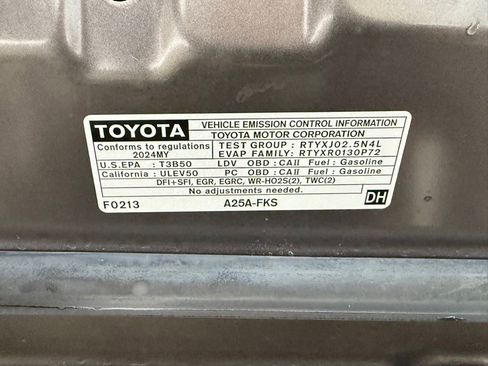 TOYOTA
VEHICLE EMISSION CONTROL INFORMATION
TOYOTA MOTOR CORPORATION
Conforms to regulations
2024MY
TEST GROUP : RTYXJ02.5N4L
EVAP FAMILY: RTYXR0130P72
U.S.EPA : T3B50 LDV OBD : CAII Fuel : Gasoline
California : ULEV50 PC OBD : CAII Fuel : Gasoline
DFI+SFI, EGR, EGRC, WR-HO2S(2), TWC(2)
No adjustments needed.
F0213 A25A-FKS DH